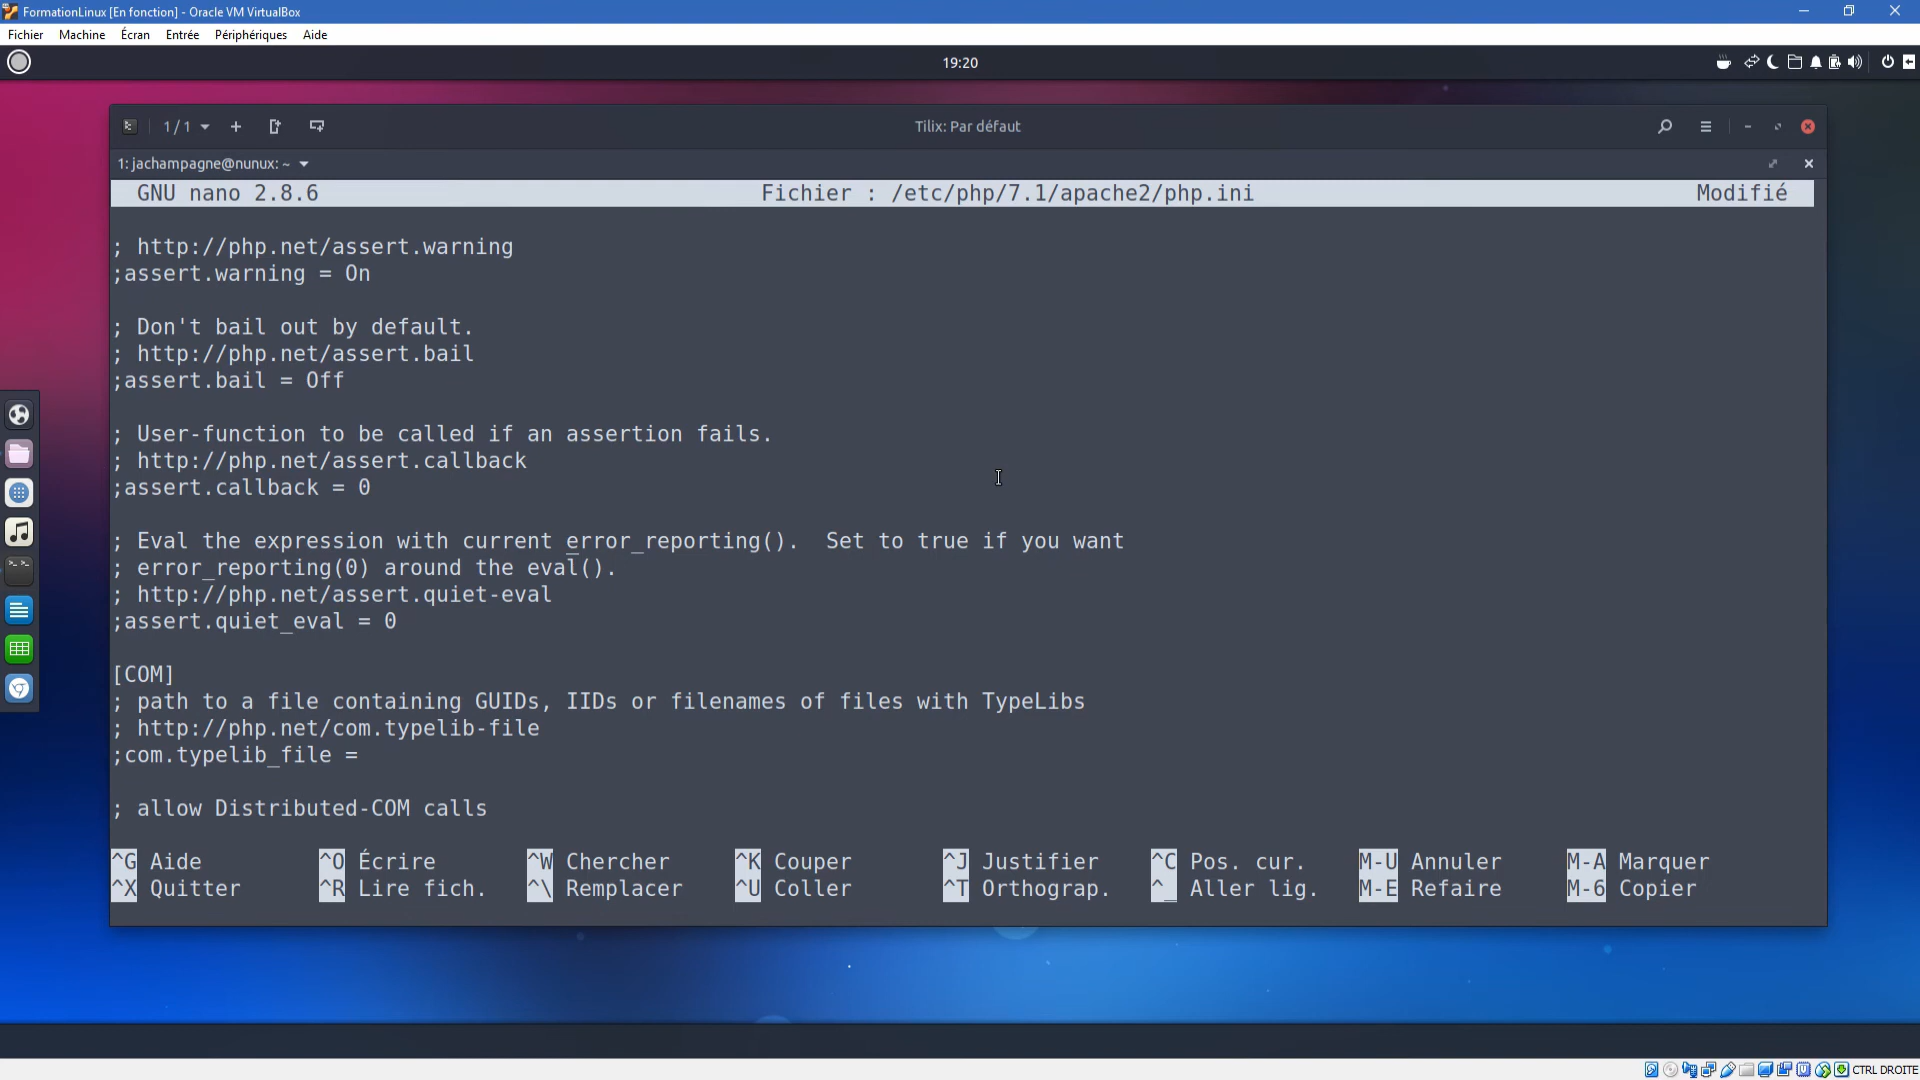 FormationLinux [En fonction] - Oracle VM VirtualBox
Fichier Machine Écran Entrée Périphériques Aide
19:20
1 / 1 Tilix: Par défaut
1: jachampagne@nunux: ~
GNU nano 2.8.6 Fichier : /etc/php/7.1/apache2/php.ini Modifié
; http://php.net/assert.warning
;assert.warning = On
; Don't bail out by default.
; http://php.net/assert.bail
;assert.bail = Off
; User-function to be called if an assertion fails.
; http://php.net/assert.callback
;assert.callback = 0
; Eval the expression with current error_reporting().  Set to true if you want
; error_reporting(0) around the eval().
; http://php.net/assert.quiet-eval
;assert.quiet_eval = 0
[COM]
; path to a file containing GUIDs, IIDs or filenames of files with TypeLibs
; http://php.net/com.typelib-file
;com.typelib_file =
; allow Distributed-COM calls
^G Aide ^O Écrire ^W Chercher ^K Couper ^J Justifier ^C Pos. cur. M-U Annuler M-A Marquer
^X Quitter ^R Lire fich. ^\ Remplacer ^U Coller ^T Orthograp. ^_ Aller lig. M-E Refaire M-6 Copier
CTRL DROITE